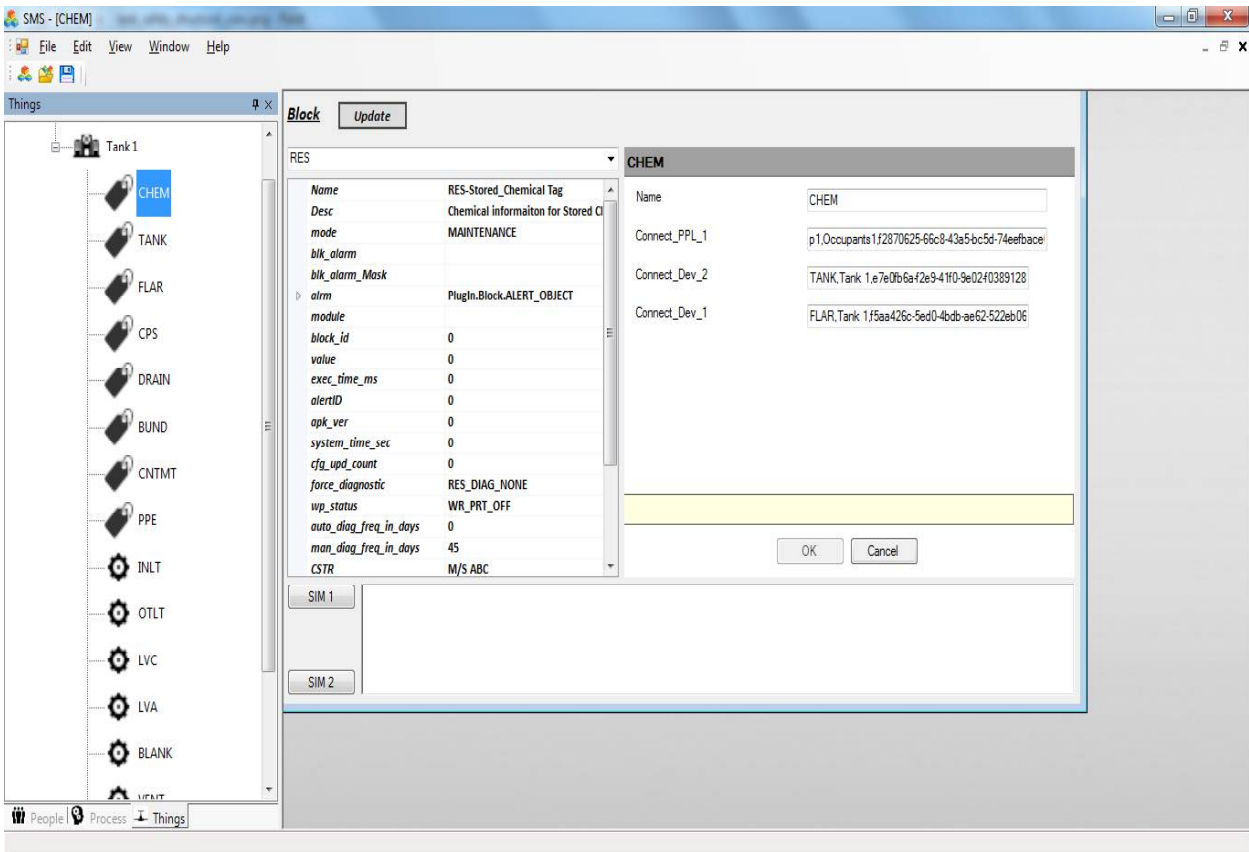 SMS - [CHEM]
File Edit View Window Help
Things
Block Update
Tank 1
CHEM
TANK
FLAR
CPS
DRAIN
BUND
CNTMT
PPE
INLT
OTLT
LVC
LVA
BLANK
VENT
RES
Name RES-Stored_Chemical Tag
Desc Chemical informaiton for Stored Cl
mode MAINTENANCE
blk_alarm
blk_alarm_Mask
alrm PlugIn.Block.ALERT_OBJECT
module
block_id 0
value 0
exec_time_ms 0
alertID 0
apk_ver 0
system_time_sec 0
cfg_upd_count 0
force_diagnostic RES_DIAG_NONE
wp_status WR_PRT_OFF
auto_diag_freq_in_days 0
man_diag_freq_in_days 45
CSTR M/S ABC
CHEM
Name CHEM
Connect_PPL_1 p1,Occupants1,f2870625-66c8-43a5-bc5d-74eefbace
Connect_Dev_2 TANK,Tank 1,e7e0fb6a-f2e9-41f0-9e02-f0389128
Connect_Dev_1 FLAR,Tank 1,f5aa426c-5ed0-4bdb-ae62-522eb06
OK Cancel
SIM 1
SIM 2
People Process Things